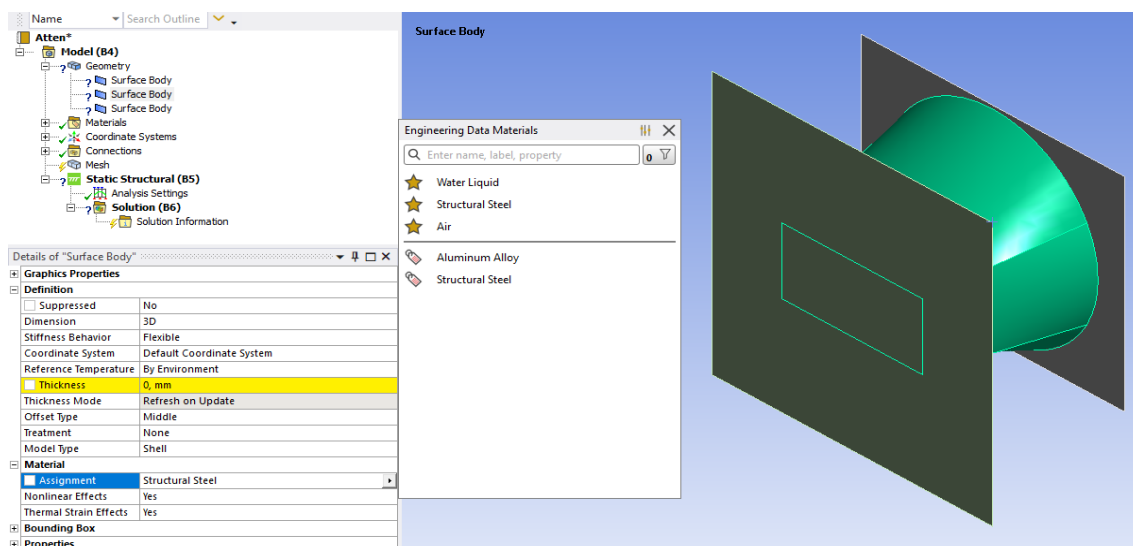 Name
Search Outline
Atten*
Model (B4)
Geometry
Surface Body
Surface Body
Surface Body
Materials
Coordinate Systems
Connections
Mesh
Static Structural (B5)
Analysis Settings
Solution (B6)
Solution Information
Details of "Surface Body"
Graphics Properties
Definition
Suppressed No
Dimension 3D
Stiffness Behavior Flexible
Coordinate System Default Coordinate System
Reference Temperature By Environment
Thickness 0, mm
Thickness Mode Refresh on Update
Offset Type Middle
Treatment None
Model Type Shell
Material
Assignment Structural Steel
Nonlinear Effects Yes
Thermal Strain Effects Yes
Bounding Box
Properties
Engineering Data Materials
Enter name, label, property
0
Water Liquid
Structural Steel
Air
Aluminum Alloy
Structural Steel
Surface Body